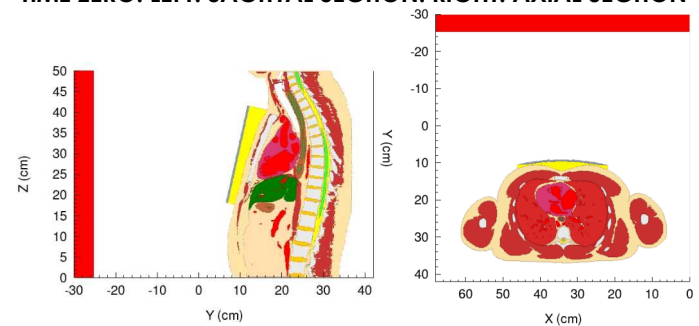 TIME ZERO. LEFT: SAGITTAL SECTION. RIGHT: AXIAL SECTION
50
45
40
35
30
25
20
15
10
5
0
Z (cm)
-30 -20 -10 0 10 20 30 40
Y (cm)
-30
-20
-10
0
10
20
30
40
Y (cm)
60 50 40 30 20 10 0
X (cm)